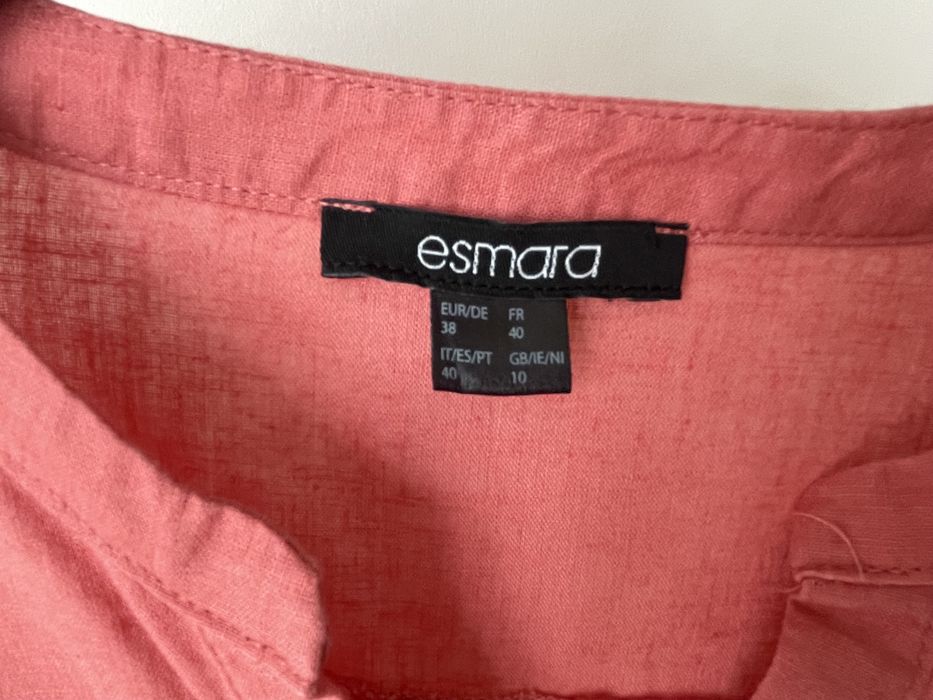 esmara
EUR/DE FR
38 40
IT/ES/PT GB/IE/NI
40 10